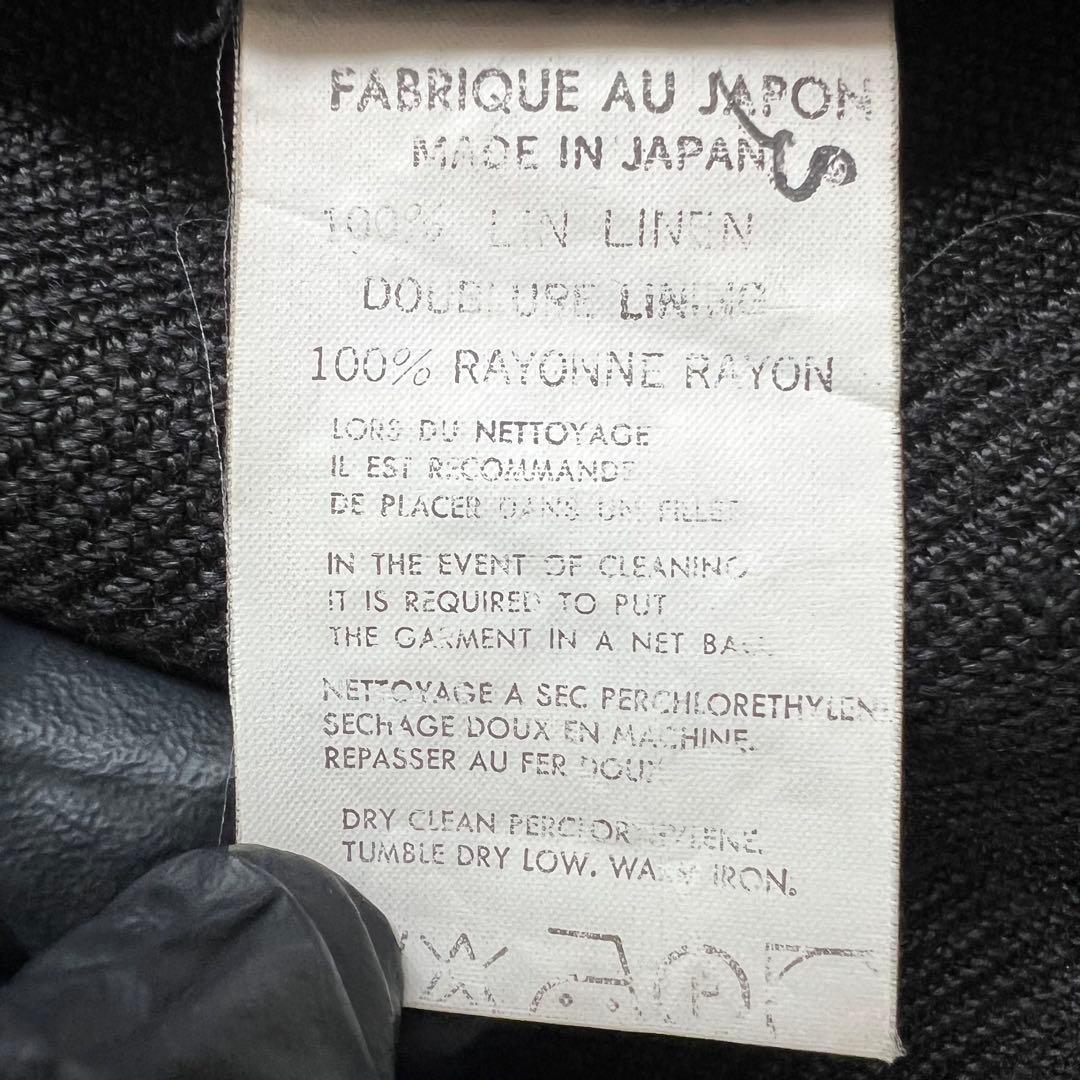 FABRIQUE AU JAPON
MADE IN JAPAN
S
100% LIN LINEN
DOUBLURE LINING
100% RAYONNE RAYON
LORS DU NETTOYAGE
IL EST RECOMMANDE
DE PLACER DANS UN FILLET
IN THE EVENT OF CLEANING
IT IS REQUIRED TO PUT
THE GARMENT IN A NET BAG
NETTOYAGE A SEC PERCHLORETHYLENE
SECHAGE DOUX EN MACHINE.
REPASSER AU FER DOUX
DRY CLEAN
TUMBLE DRY LOW. WARM IRON.
P